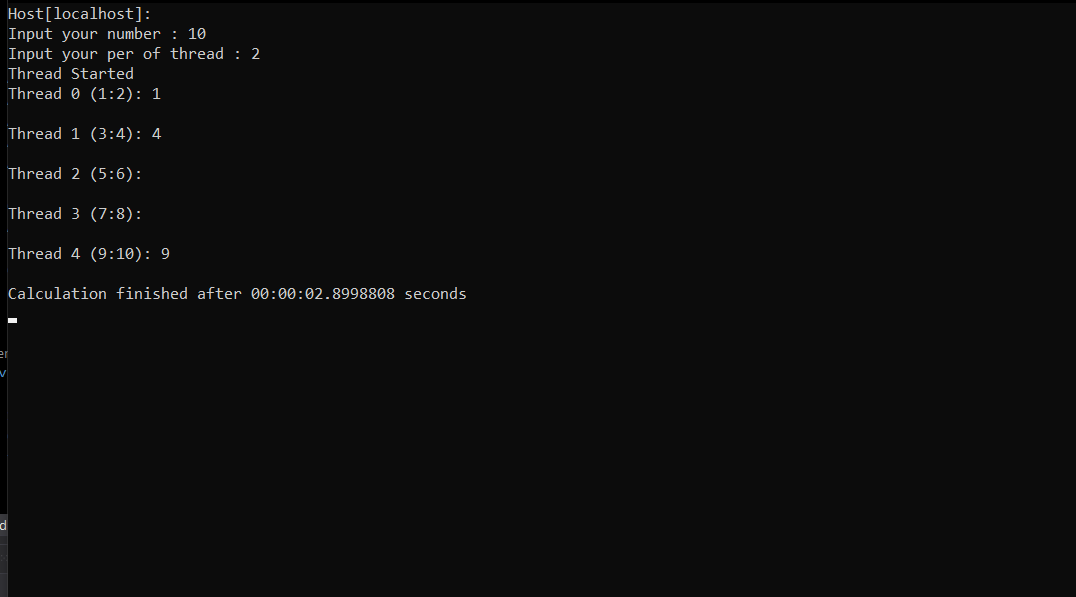 Host[localhost]:
Input your number : 10
Input your per of thread : 2
Thread Started
Thread 0 (1:2): 1
Thread 1 (3:4): 4
Thread 2 (5:6):
Thread 3 (7:8):
Thread 4 (9:10): 9
Calculation finished after 00:00:02.8998808 seconds